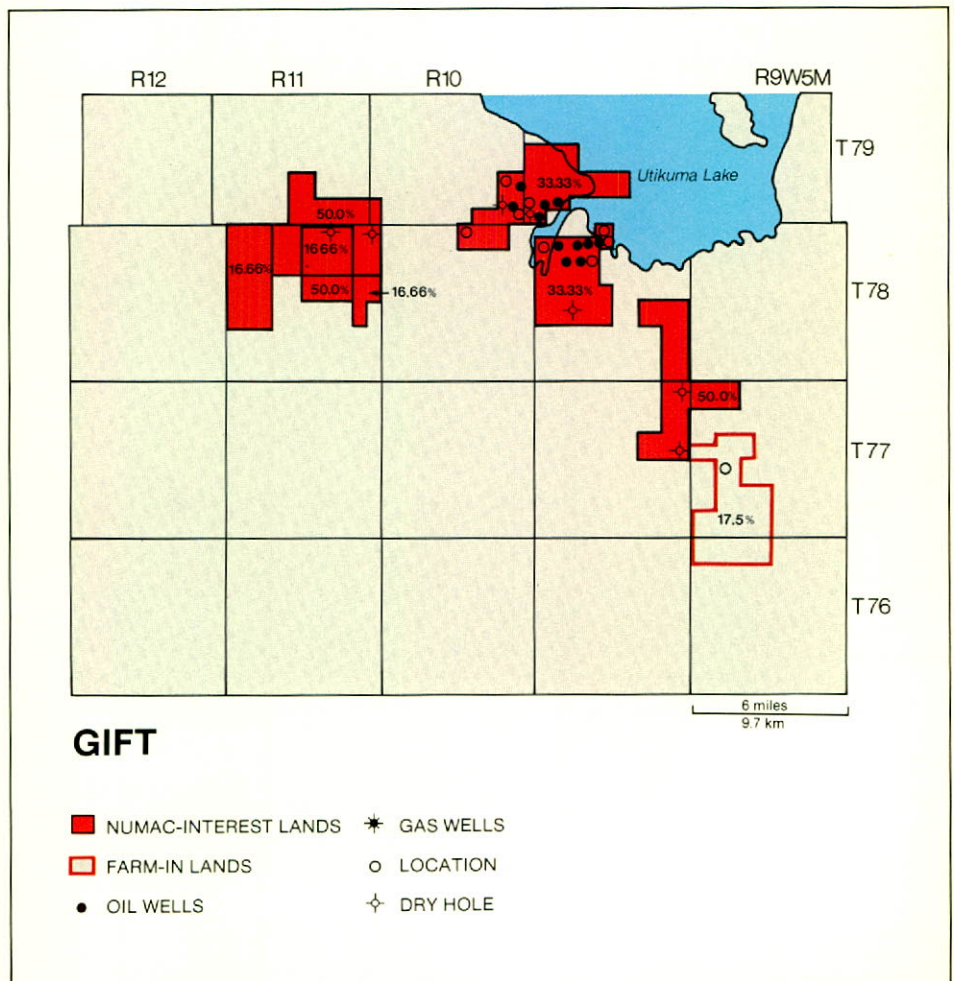 R12 R11 R10 R9W5M
T79
33.33%
Utikuma Lake
50.0%
16.66%
16.66%
33.33%
50.0%
16.66%
T78
50.0%
T77
17.5%
T76
6 miles
9.7 km
GIFT
NUMAC-INTEREST LANDS
GAS WELLS
FARM-IN LANDS
LOCATION
OIL WELLS
DRY HOLE